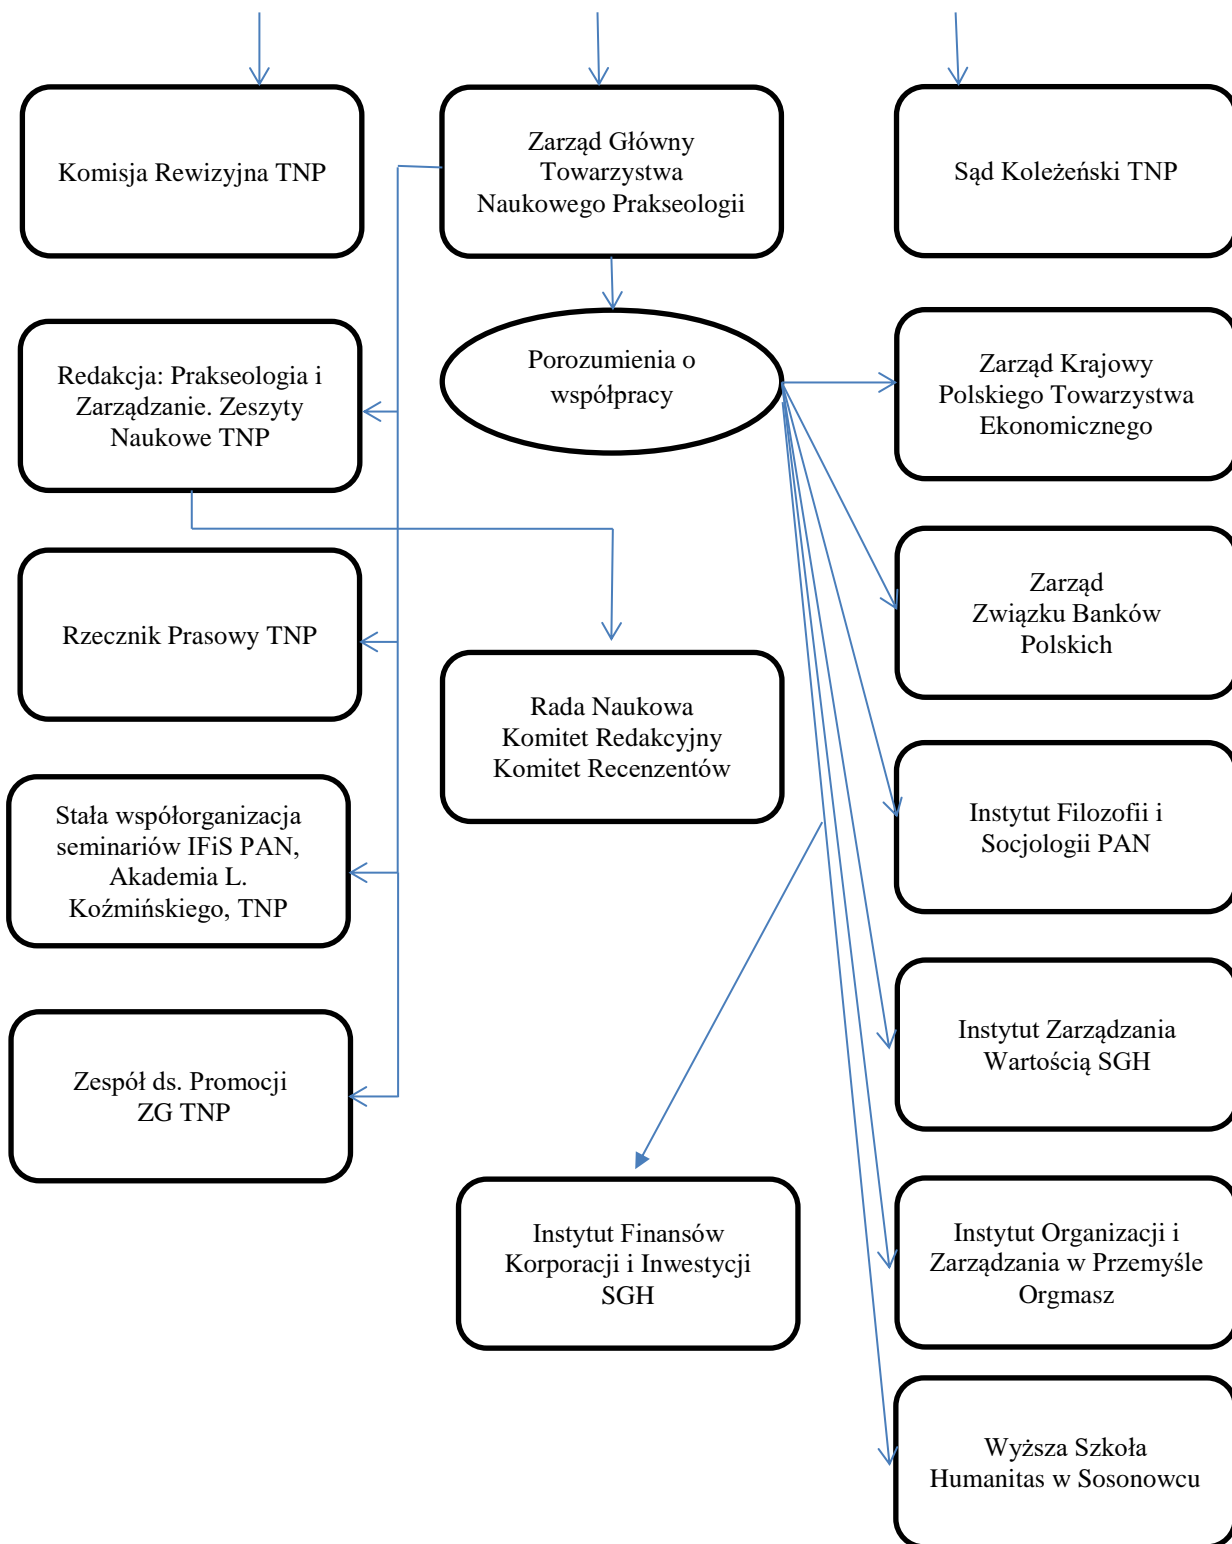 Komisja Rewizyjna TNP
Zarząd Główny
Towarzystwa
Naukowego Prakseologii
Sąd Koleżeński TNP
Redakcja: Prakseologia i
Zarządzanie. Zeszyty
Naukowe TNP
Porozumienia o
współpracy
Zarząd Krajowy
Polskiego Towarzystwa
Ekonomicznego
Rzecznik Prasowy TNP
Zarząd
Związku Banków
Polskich
Rada Naukowa
Komitet Redakcyjny
Komitet Recenzentów
Stała współorganizacja
seminariów IFiS PAN,
Akademia L.
Koźmińskiego, TNP
Instytut Filozofii i
Socjologii PAN
Zespół ds. Promocji
ZG TNP
Instytut Zarządzania
Wartością SGH
Instytut Finansów
Korporacji i Inwestycji
SGH
Instytut Organizacji i
Zarządzania w Przemyśle
Orgmasz
Wyższa Szkoła
Humanitas w Sosonowcu